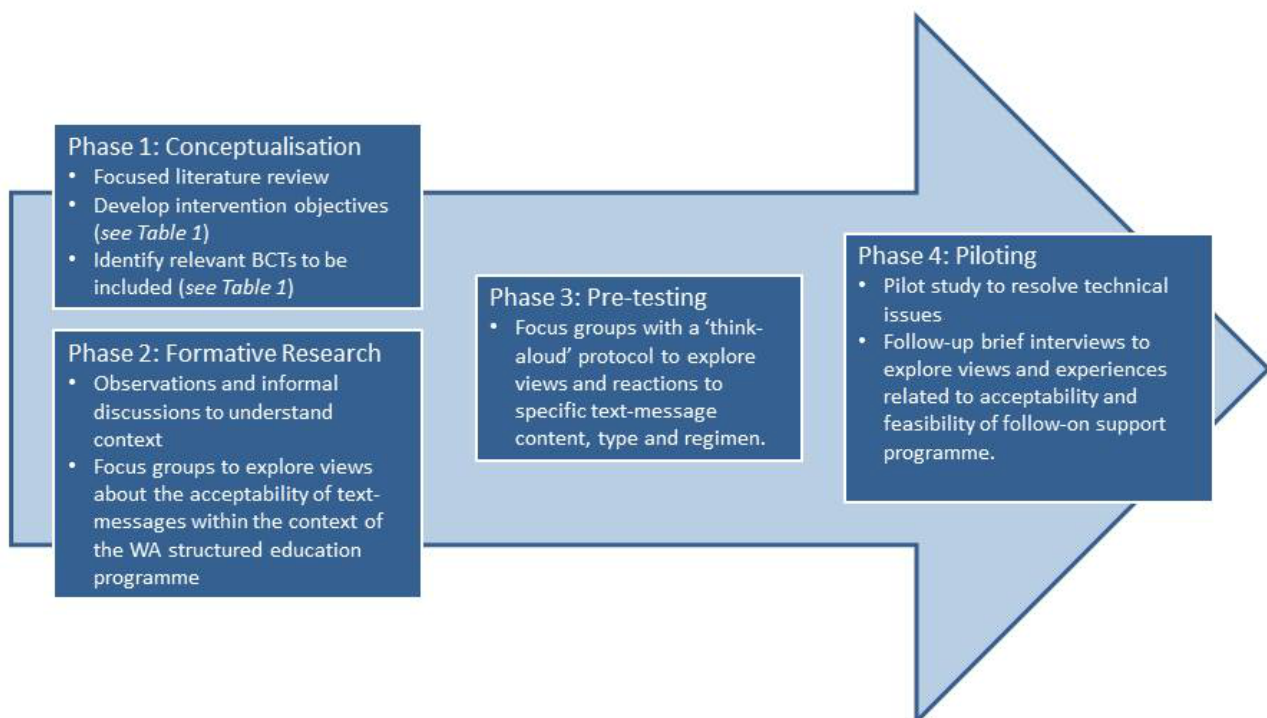 Phase 1: Conceptualisation
• Focused literature review
• Develop intervention objectives
(see Table 1)
• Identify relevant BCTs to be
included (see Table 1)
Phase 2: Formative Research
• Observations and informal
discussions to understand
context
• Focus groups to explore views
about the acceptability of text-
messages within the context of
the WA structured education
programme
Phase 3: Pre-testing
• Focus groups with a ‘think-
aloud’ protocol to explore
views and reactions to
specific text-message
content, type and regimen.
Phase 4: Piloting
• Pilot study to resolve technical
issues
• Follow-up brief interviews to
explore views and experiences
related to acceptability and
feasibility of follow-on support
programme.